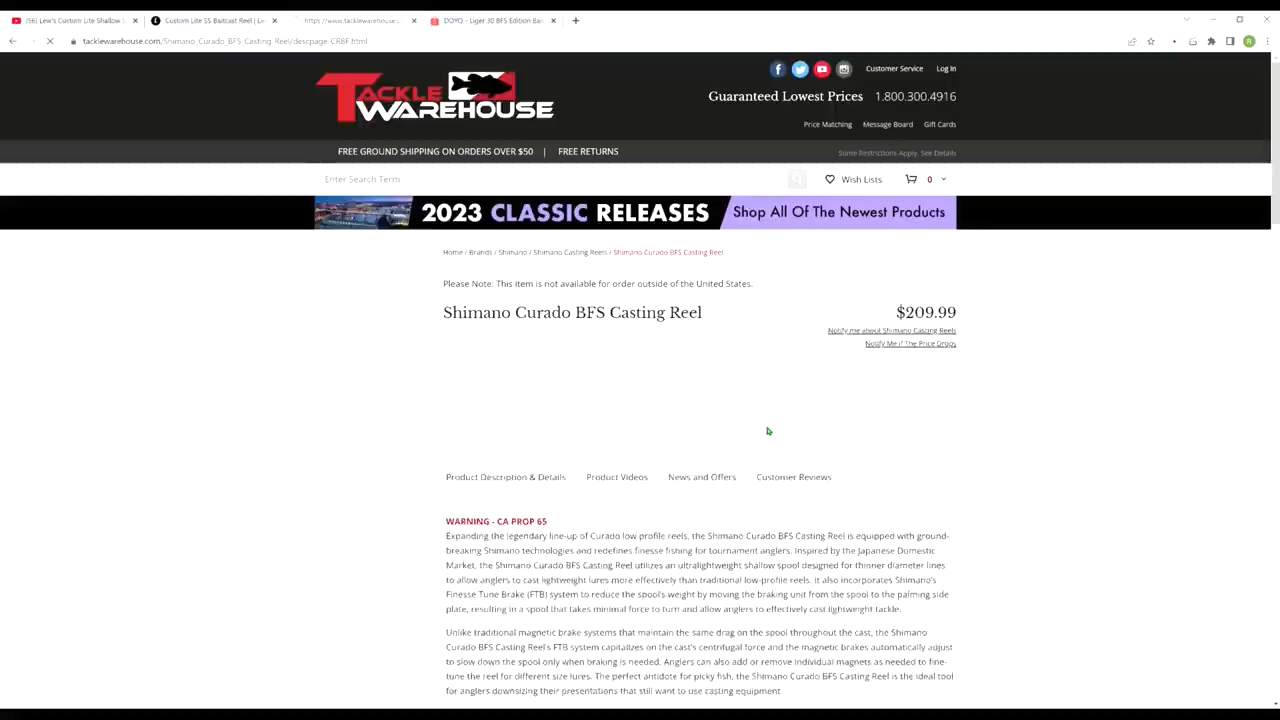 (56) Lew's Custom Lite Shallow S
Custom Lite SS Baitcast Reel | Le
https://www.tacklewarehouse.
DOYO - Liger 30 BFS Edition Bai
tacklewarehouse.com/Shimano_Curado_BFS_Casting_Reel/descpage-CRBF.html
R
TACKLE WAREHOUSE
Customer Service Log In
Guaranteed Lowest Prices 1.800.300.4916
Price Matching Message Board Gift Cards
FREE GROUND SHIPPING ON ORDERS OVER $50 | FREE RETURNS
Some Restrictions Apply. See Details
Enter Search Term
Wish Lists 0
2023 CLASSIC RELEASES Shop All Of The Newest Products
Home / Brands / Shimano / Shimano Casting Reels / Shimano Curado BFS Casting Reel
Please Note: This item is not available for order outside of the United States.
Shimano Curado BFS Casting Reel $209.99
Notify me about Shimano Casting Reels
Notify Me if The Price Drops
Product Description & Details Product Videos News and Offers Customer Reviews
WARNING - CA PROP 65
Expanding the legendary line-up of Curado low profile reels, the Shimano Curado BFS Casting Reel is equipped with ground-
breaking Shimano technologies and redefines finesse fishing for tournament anglers. Inspired by the Japanese Domestic
Market, the Shimano Curado BFS Casting Reel utilizes an ultralightweight shallow spool designed for thinner diameter lines
to allow anglers to cast lightweight lures more effectively than traditional low-profile reels. It also incorporates Shimano's
Finesse Tune Brake (FTB) system to reduce the spool's weight by moving the braking unit from the spool to the palming side
plate, resulting in a spool that takes minimal force to turn and allow anglers to effectively cast lightweight tackle.
Unlike traditional magnetic brake systems that maintain the same drag on the spool throughout the cast, the Shimano
Curado BFS Casting Reel's FTB system capitalizes on the cast's centrifugal force and the magnetic brakes automatically adjust
to slow down the spool only when braking is needed. Anglers can also add or remove individual magnets as needed to fine-
tune the reel for different size lures. The perfect antidote for picky fish, the Shimano Curado BFS Casting Reel is the ideal tool
for anglers downsizing their presentations that still want to use casting equipment